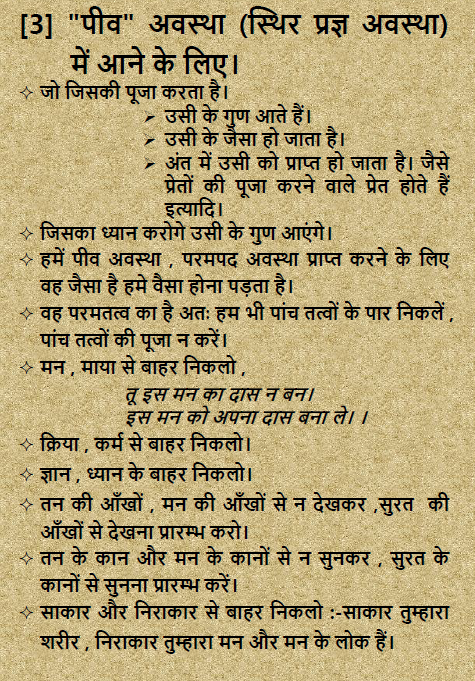 [3] "पीव" अवस्था (स्थिर प्रज्ञ अवस्था)
में आने के लिए।
✧ जो जिसकी पूजा करता है।
➢ उसी के गुण आते हैं।
➢ उसी के जैसा हो जाता है।
➢ अंत में उसी को प्राप्त हो जाता है। जैसे
प्रेतों की पूजा करने वाले प्रेत होते हैं
इत्यादि।
✧ जिसका ध्यान करोगे उसी के गुण आएंगे।
✧ हमें पीव अवस्था , परमपद अवस्था प्राप्त करने के लिए
वह जैसा है हमे वैसा होना पड़ता है।
✧ वह परमतत्व का है अतः हम भी पांच तत्वों के पार निकलें ,
पांच तत्वों की पूजा न करें।
✧ मन , माया से बाहर निकलो ,
तू इस मन का दास न बन।
इस मन को अपना दास बना ले। ।
✧ क्रिया , कर्म से बाहर निकलो।
✧ ज्ञान , ध्यान के बाहर निकलो।
✧ तन की आँखों , मन की आँखों से न देखकर ,सुरत की
आँखों से देखना प्रारम्भ करो।
✧ तन के कान और मन के कानों से न सुनकर , सुरत के
कानों से सुनना प्रारम्भ करें।
✧ साकार और निराकार से बाहर निकलो :-साकार तुम्हारा
शरीर , निराकार तुम्हारा मन और मन के लोक हैं।